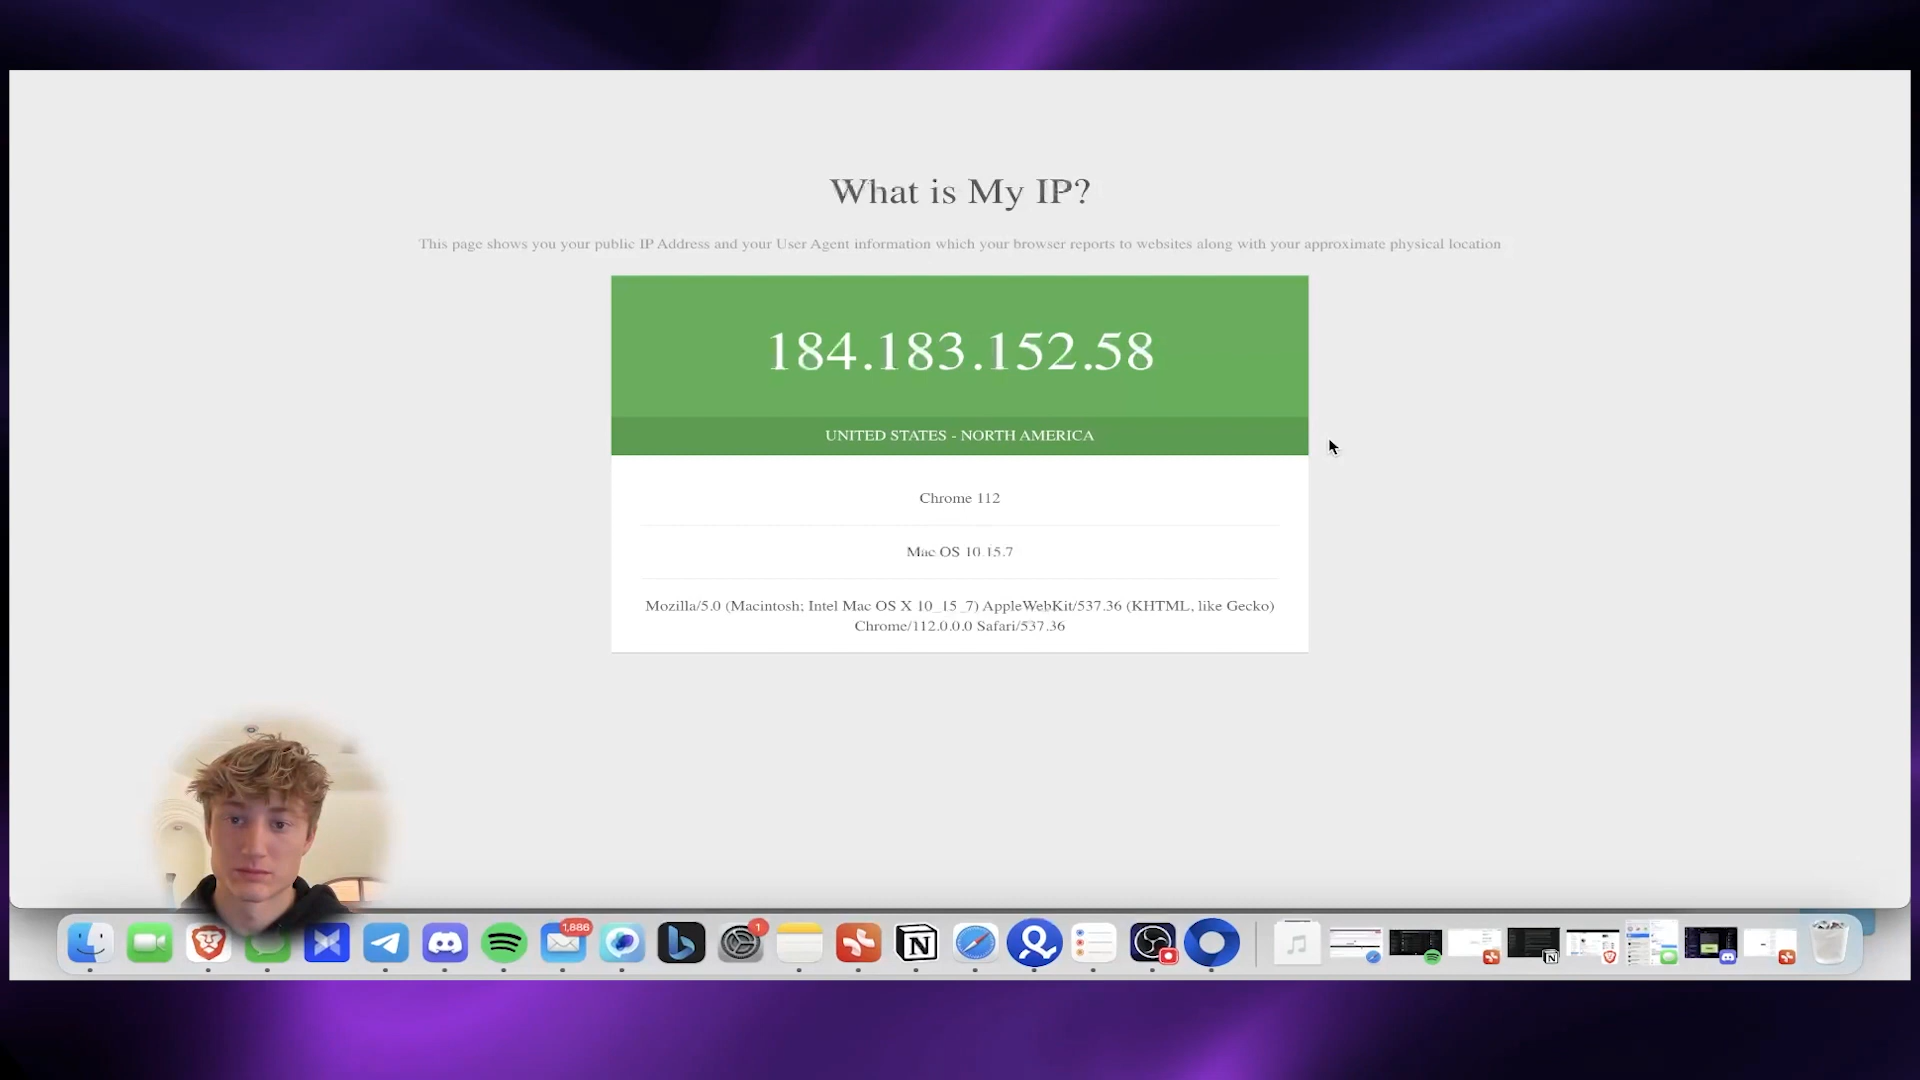 What is My IP?
This page shows you your public IP Address and your User Agent information which your browser reports to websites along with your approximate physical location
184.183.152.58
UNITED STATES - NORTH AMERICA
Chrome 112
Mac OS 10.15.7
Mozilla/5.0 (Macintosh; Intel Mac OS X 10_15_7) AppleWebKit/537.36 (KHTML, like Gecko)
Chrome/112.0.0.0 Safari/537.36
1,886
1